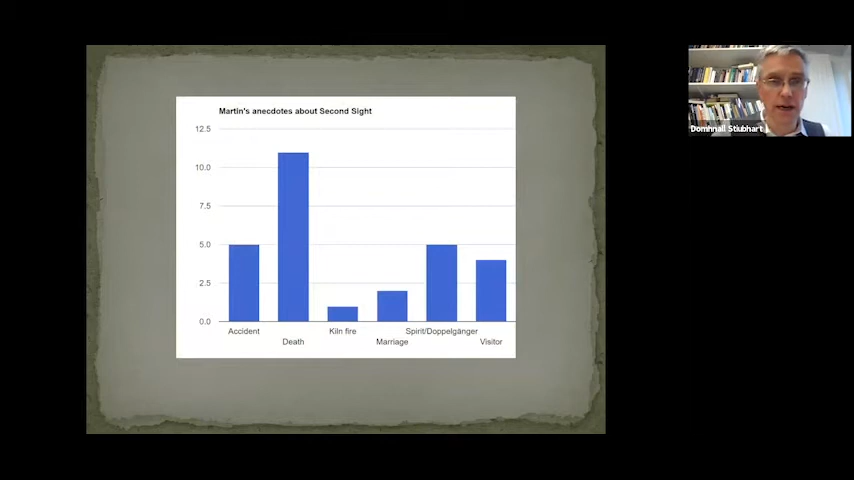 Martin's anecdotes about Second Sight
12.5
10.0
7.5
5.0
2.5
0.0
Accident
Death
Kiln fire
Marriage
Spirit/Doppelgänger
Visitor
Domhnall Stiubhart